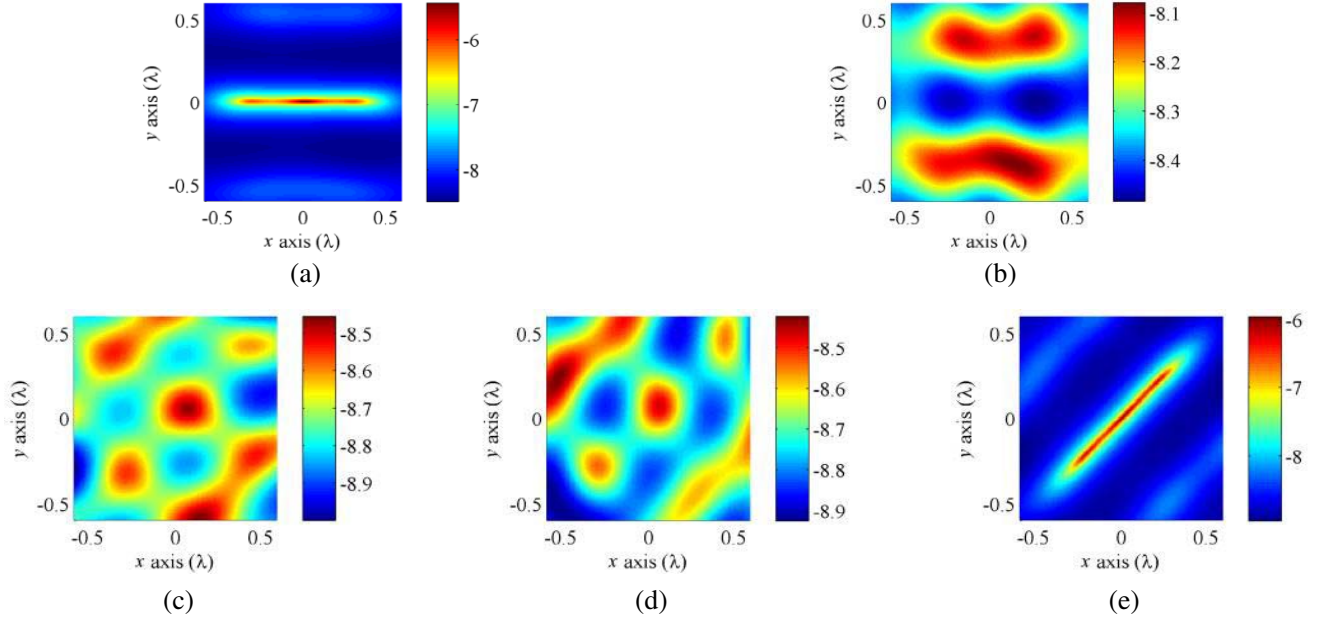 0.5
0
-0.5
y axis (λ)
-0.5 0 0.5
x axis (λ)
-6
-7
-8
(a)
0.5
0
-0.5
y axis (λ)
-0.5 0 0.5
x axis (λ)
-8.1
-8.2
-8.3
-8.4
(b)
0.5
0
-0.5
y axis (λ)
-0.5 0 0.5
x axis (λ)
-8.5
-8.6
-8.7
-8.8
-8.9
(c)
0.5
0
-0.5
y axis (λ)
-0.5 0 0.5
x axis (λ)
-8.5
-8.6
-8.7
-8.8
-8.9
(d)
0.5
0
-0.5
y axis (λ)
-0.5 0 0.5
x axis (λ)
-6
-7
-8
(e)